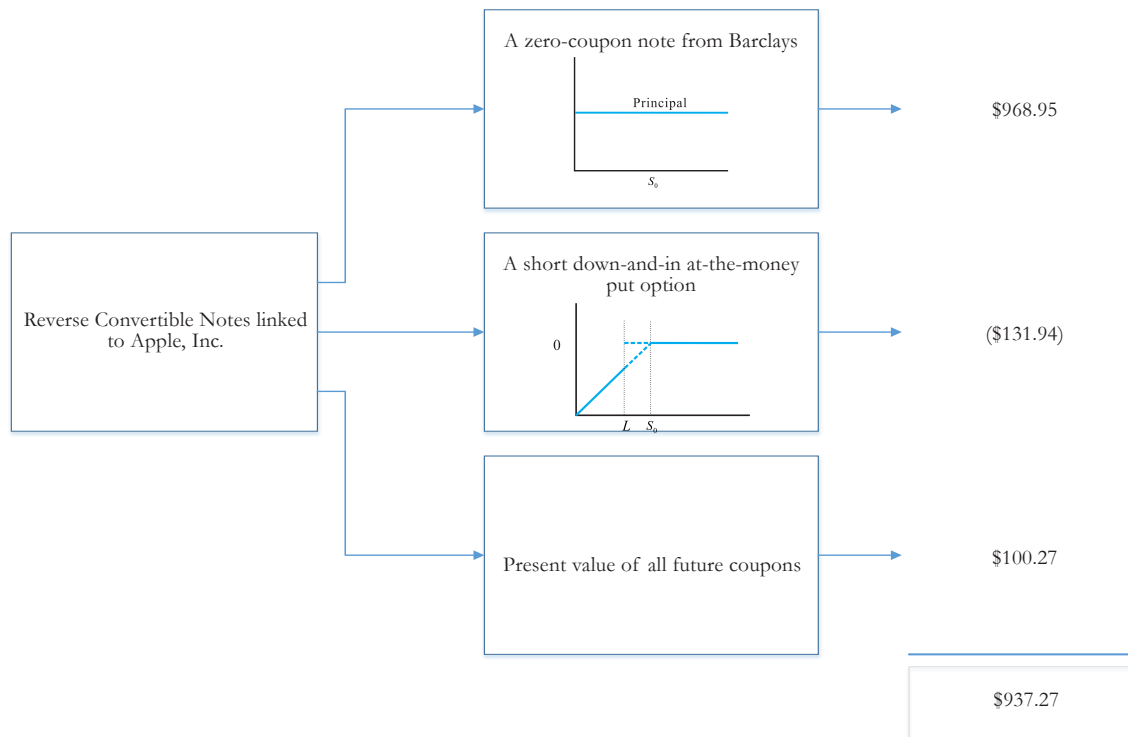 A zero-coupon note from Barclays
Principal
S₀
$968.95
Reverse Convertible Notes linked
to Apple, Inc.
A short down-and-in at-the-money
put option
0
L S₀
($131.94)
Present value of all future coupons
$100.27
$937.27